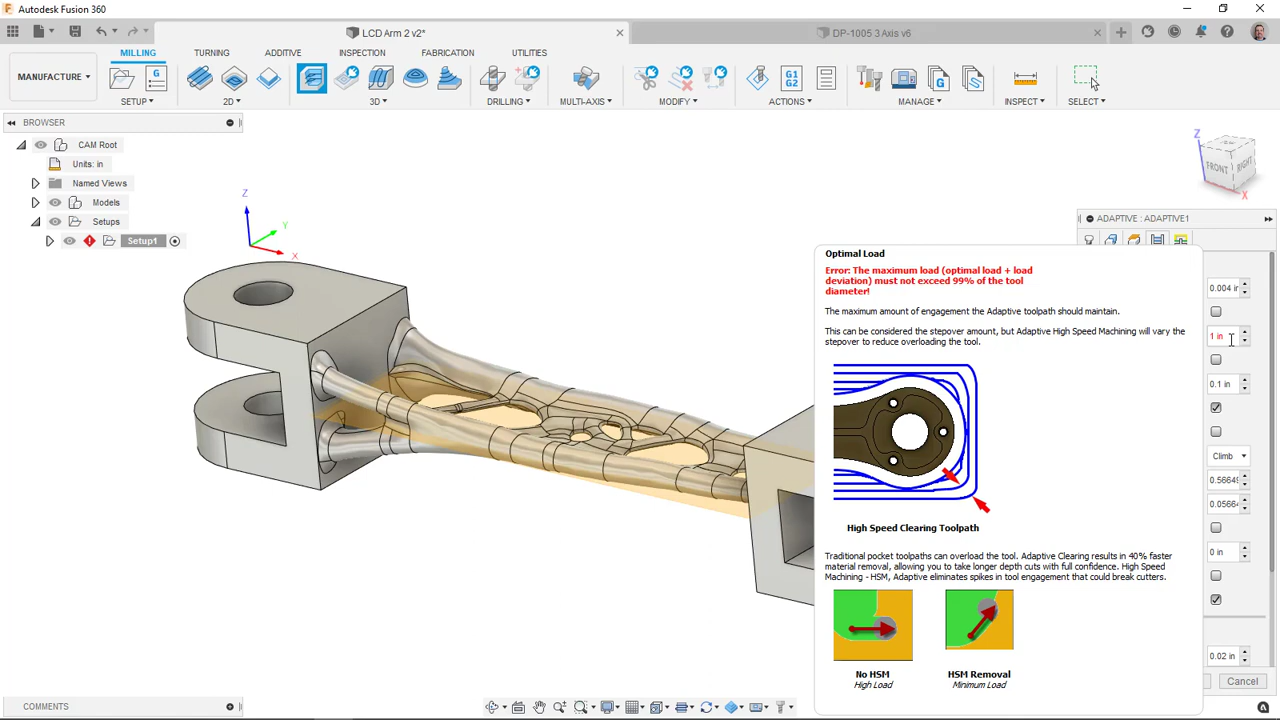 Autodesk Fusion 360
LCD Arm 2 v2*
DP-1005 3 Axis v6
MILLING TURNING ADDITIVE INSPECTION FABRICATION UTILITIES
MANUFACTURE
SETUP 2D 3D DRILLING MULTI-AXIS MODIFY ACTIONS MANAGE INSPECT SELECT
G1
G2
BROWSER
CAM Root
Units: in
Named Views
Models
Setups
Setup1
Z
Y
X
Z
FRONT
RIGHT
X
ADAPTIVE : ADAPTIVE1
Optimal Load
Error: The maximum load (optimal load + load
deviation) must not exceed 99% of the tool
diameter!
The maximum amount of engagement the Adaptive toolpath should maintain.
This can be considered the stepover amount, but Adaptive High Speed Machining will vary the
stepover to reduce overloading the tool.
High Speed Clearing Toolpath
Traditional pocket toolpaths can overload the tool. Adaptive Clearing results in 40% faster
material removal, allowing you to take longer depth cuts with full confidence. High Speed
Machining - HSM, Adaptive eliminates spikes in tool engagement that could break cutters.
No HSM
High Load
HSM Removal
Minimum Load
0.004 in
1 in
0.1 in
Climb
0.56649
0.05664
0 in
0.02 in
Cancel
COMMENTS